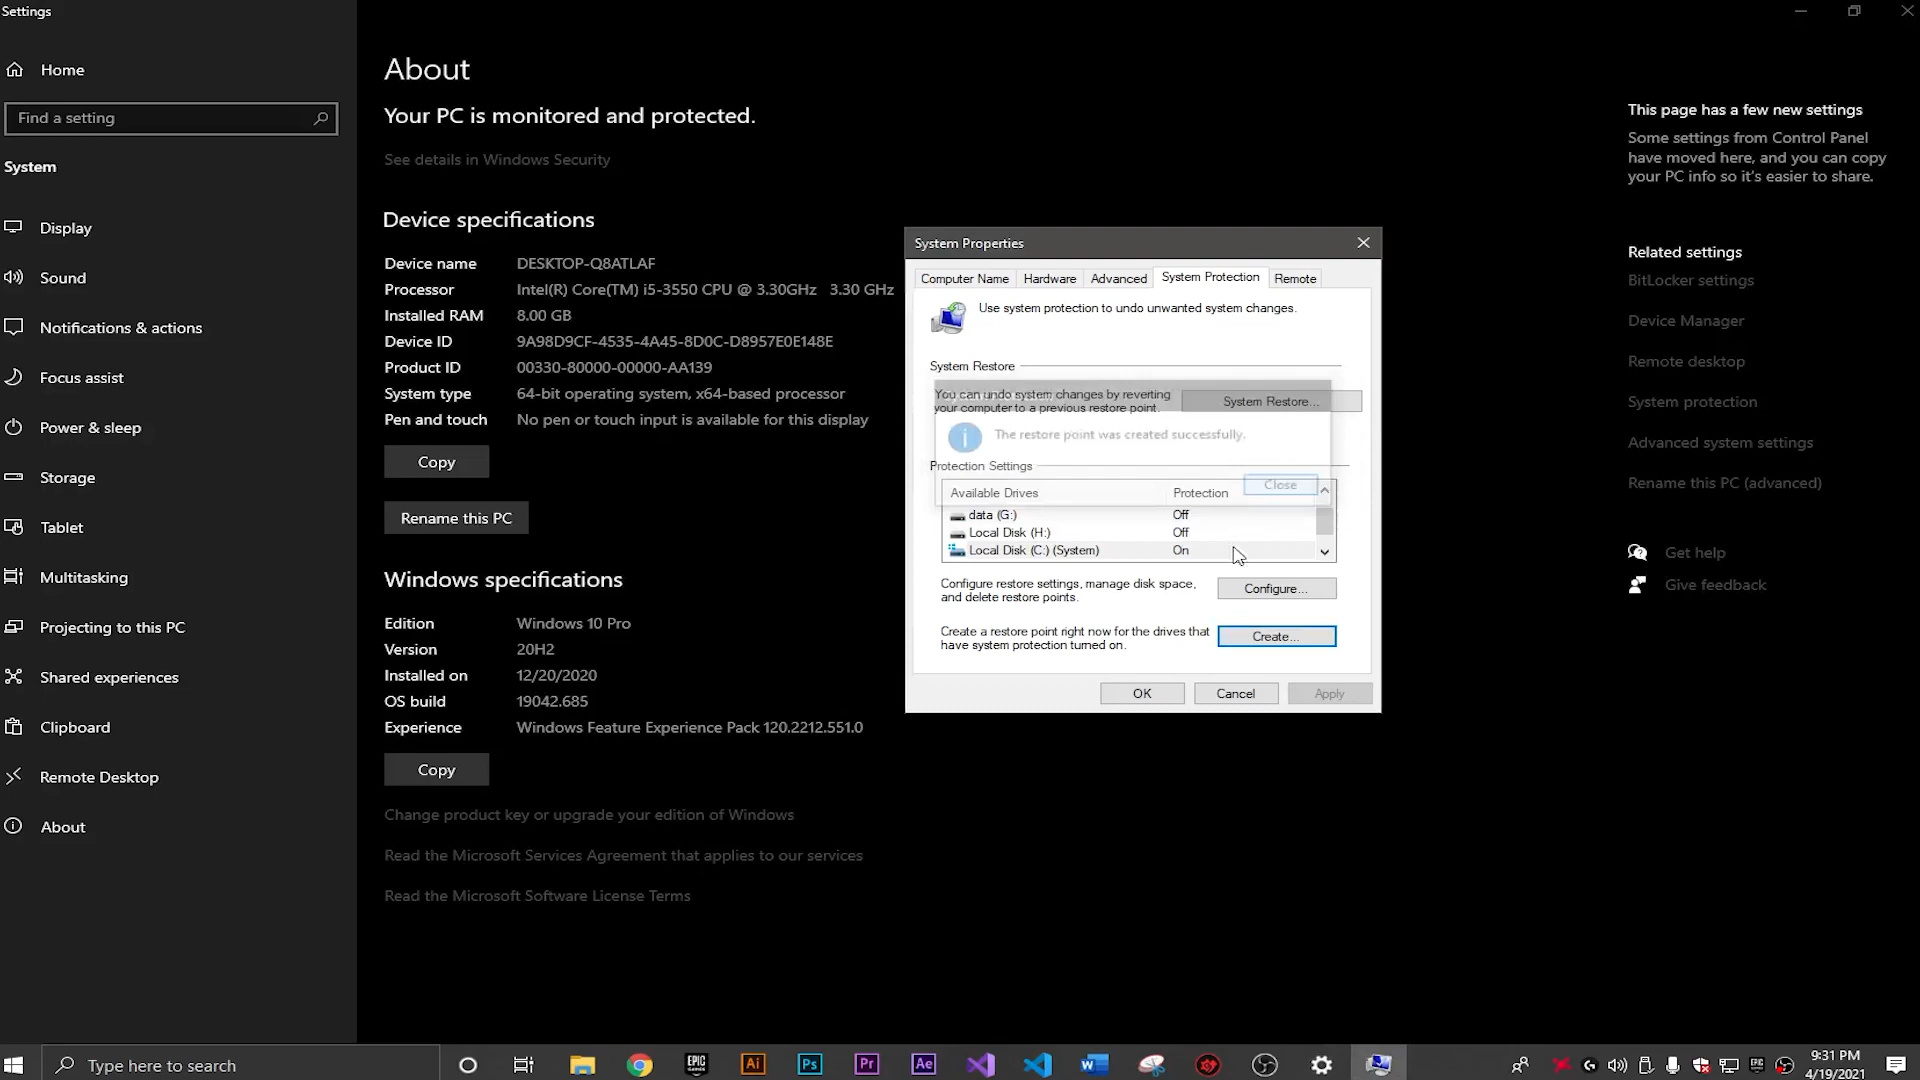 Settings
Home
Find a setting
System
Display
Sound
Notifications & actions
Focus assist
Power & sleep
Storage
Tablet
Multitasking
Projecting to this PC
Shared experiences
Clipboard
Remote Desktop
About
About
Your PC is monitored and protected.
See details in Windows Security
Device specifications
Device name DESKTOP-Q8ATLAF
Processor Intel(R) Core(TM) i5-3550 CPU @ 3.30GHz 3.30 GHz
Installed RAM 8.00 GB
Device ID 9A98D9CF-4535-4A45-8D0C-D8957E0E148E
Product ID 00330-80000-00000-AA139
System type 64-bit operating system, x64-based processor
Pen and touch No pen or touch input is available for this display
Copy
Rename this PC
Windows specifications
Edition Windows 10 Pro
Version 20H2
Installed on 12/20/2020
OS build 19042.685
Experience Windows Feature Experience Pack 120.2212.551.0
Copy
Change product key or upgrade your edition of Windows
Read the Microsoft Services Agreement that applies to our services
Read the Microsoft Software License Terms
System Properties
Computer Name Hardware Advanced System Protection Remote
Use system protection to undo unwanted system changes.
System Restore
You can undo system changes by reverting
your computer to a previous restore point.
System Restore...
The restore point was created successfully.
Close
Protection Settings
Available Drives Protection
data (G:) Off
Local Disk (H:) Off
Local Disk (C:) (System) On
Configure restore settings, manage disk space,
and delete restore points.
Configure...
Create a restore point right now for the drives that
have system protection turned on.
Create...
OK Cancel Apply
This page has a few new settings
Some settings from Control Panel
have moved here, and you can copy
your PC info so it's easier to share.
Related settings
BitLocker settings
Device Manager
Remote desktop
System protection
Advanced system settings
Rename this PC (advanced)
Get help
Give feedback
Type here to search
EPIC GAMES
Ai
Ps
Pr
Ae
9:31 PM
4/19/2021